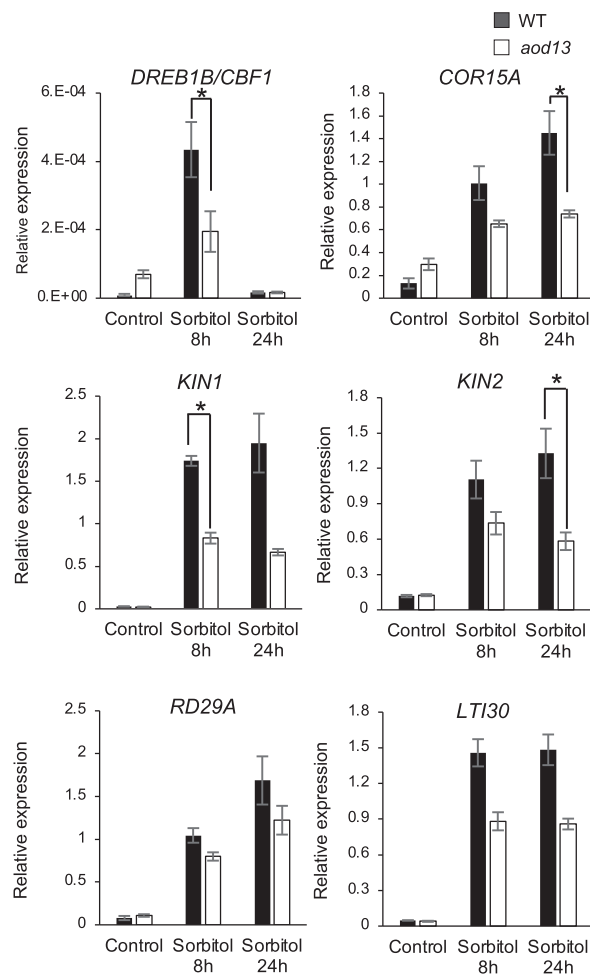 WT
aod13
DREB1B/CBF1
*
Relative expression
6.E-04
4.E-04
2.E-04
0.E+00
Control
Sorbitol 8h
Sorbitol 24h
COR15A
*
Relative expression
1.8
1.6
1.4
1.2
1
0.8
0.6
0.4
0.2
0
Control
Sorbitol 8h
Sorbitol 24h
KIN1
*
Relative expression
2.5
2
1.5
1
0.5
0
Control
Sorbitol 8h
Sorbitol 24h
KIN2
*
Relative expression
1.8
1.5
1.2
0.9
0.6
0.3
0
Control
Sorbitol 8h
Sorbitol 24h
RD29A
Relative expression
2.5
2
1.5
1
0.5
0
Control
Sorbitol 8h
Sorbitol 24h
LTI30
Relative expression
1.8
1.5
1.2
0.9
0.6
0.3
0
Control
Sorbitol 8h
Sorbitol 24h